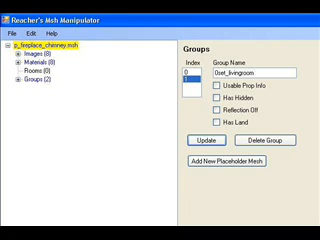 Reacher's Msh Manipulator
File Edit Help
p_fireplace_chimney.msh
Images (8)
Materials (8)
Rooms (0)
Groups (2)
Groups
Index
0
1
Group Name
0set_livingroom
Usable Prop Info
Has Hidden
Reflection Off
Has Land
Update
Delete Group
Add New Placeholder Mesh